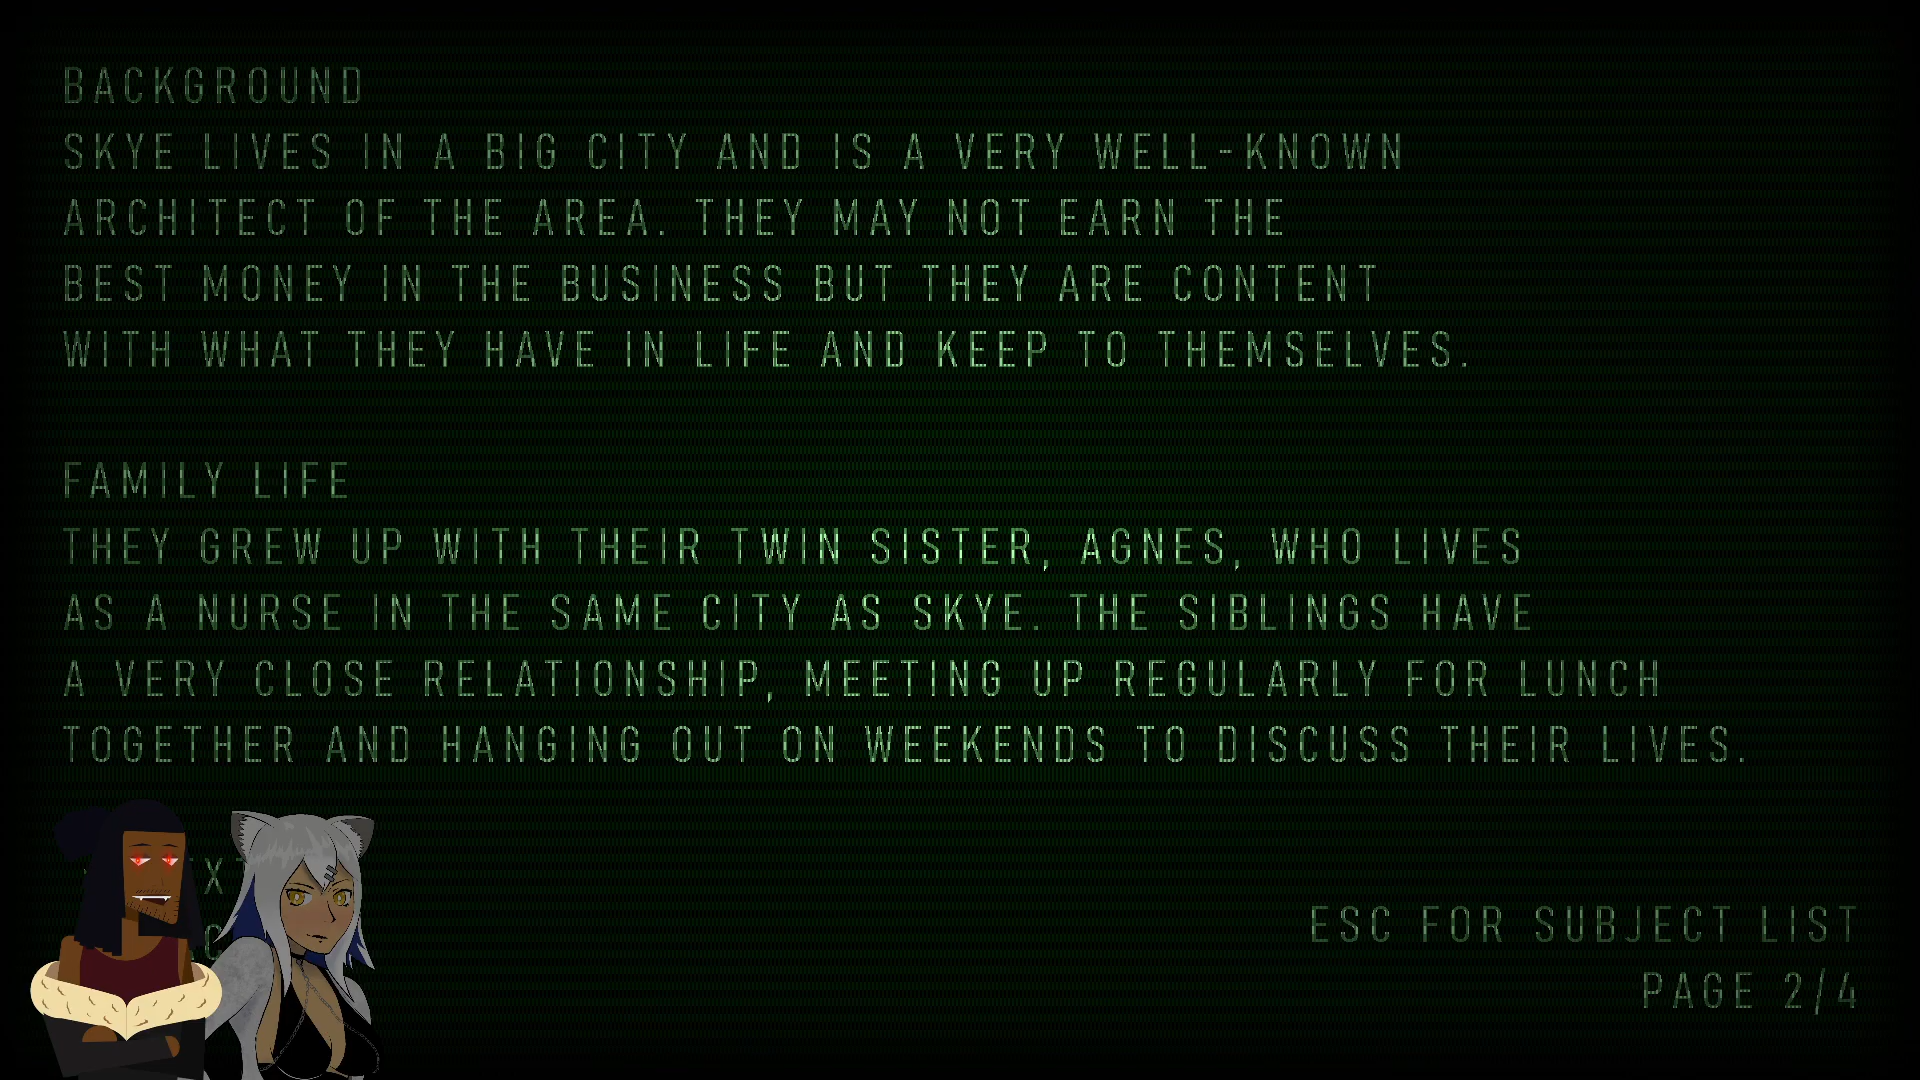 BACKGROUND
SKYE LIVES IN A BIG CITY AND IS A VERY WELL-KNOWN
ARCHITECT OF THE AREA. THEY MAY NOT EARN THE
BEST MONEY IN THE BUSINESS BUT THEY ARE CONTENT
WITH WHAT THEY HAVE IN LIFE AND KEEP TO THEMSELVES.
FAMILY LIFE
THEY GREW UP WITH THEIR TWIN SISTER, AGNES, WHO LIVES
AS A NURSE IN THE SAME CITY AS SKYE. THE SIBLINGS HAVE
A VERY CLOSE RELATIONSHIP, MEETING UP REGULARLY FOR LUNCH
TOGETHER AND HANGING OUT ON WEEKENDS TO DISCUSS THEIR LIVES.
ESC FOR SUBJECT LIST
PAGE 2/4